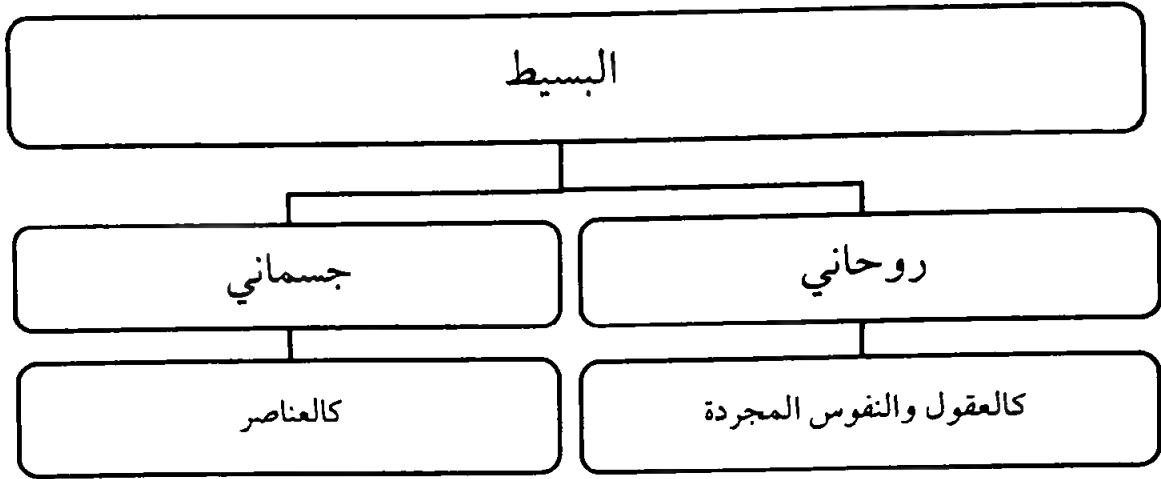 البسيط
روحاني
جسماني
كالعقول والنفوس المجردة
كالعناصر